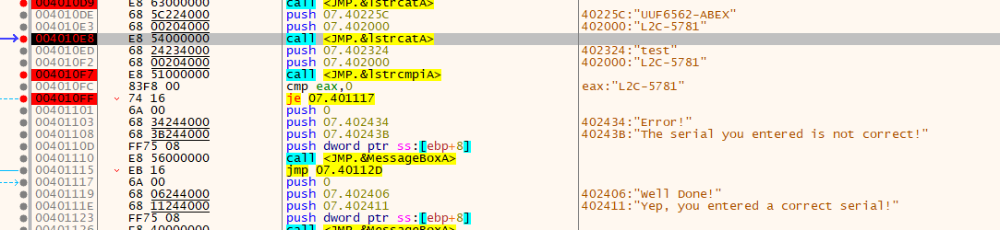 004010D9 E8 63000000 call <JMP.&lstrcatA>
004010DE 68 5C224000 push 07.40225C 40225C:"UUF6562-ABEX"
004010E3 68 00204000 push 07.402000 402000:"L2C-5781"
004010E8 E8 54000000 call <JMP.&lstrcatA>
004010ED 68 24234000 push 07.402324 402324:"test"
004010F2 68 00204000 push 07.402000 402000:"L2C-5781"
004010F7 E8 51000000 call <JMP.&lstrcmpiA>
004010FC 83F8 00 cmp eax,0 eax:"L2C-5781"
004010FF 74 16 je 07.401117
00401101 6A 00 push 0
00401103 68 34244000 push 07.402434 402434:"Error!"
00401108 68 3B244000 push 07.40243B 40243B:"The serial you entered is not correct!"
0040110D FF75 08 push dword ptr ss:[ebp+8]
00401110 E8 56000000 call <JMP.&MessageBoxA>
00401115 EB 16 jmp 07.40112D
00401117 6A 00 push 0
00401119 68 06244000 push 07.402406 402406:"Well Done!"
0040111E 68 11244000 push 07.402411 402411:"Yep, you entered a correct serial!"
00401123 FF75 08 push dword ptr ss:[ebp+8]
00401126 E8 40000000 call <JMP.&MessageBoxA>